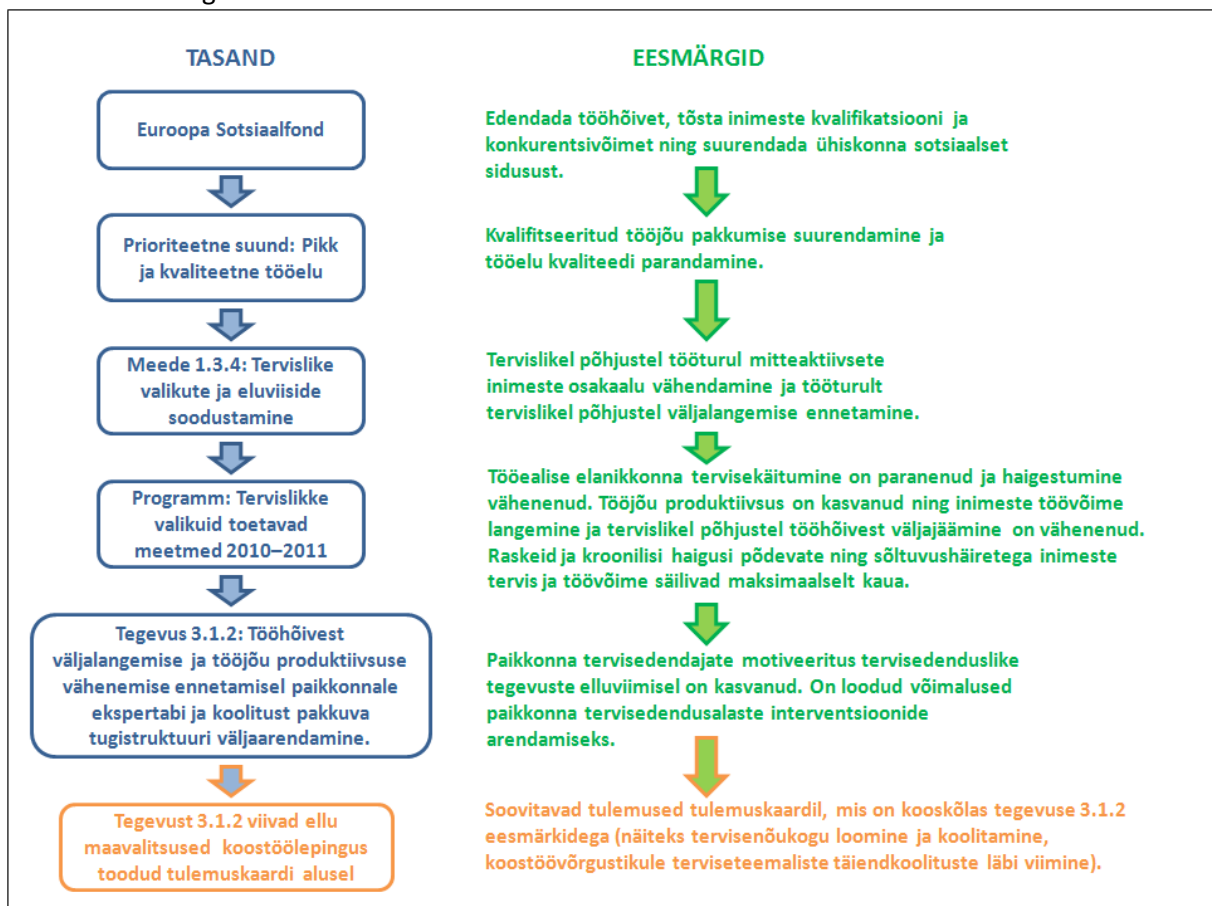 TASAND
EESMÄRGID
Euroopa Sotsiaalfond
Edendada tööhõivet, tõsta inimeste kvalifikatsiooni ja
konkurentsivõimet ning suurendada ühiskonna sotsiaalset
sidusust.
Prioriteetne suund: Pikk
ja kvaliteetne tööelu
Kvalifitseeritud tööjõu pakkumise suurendamine ja
tööelu kvaliteedi parandamine.
Meede 1.3.4: Tervislike
valikute ja eluviiside
soodustamine
Tervislikel põhjustel tööturul mitteaktiivsete
inimeste osakaalu vähendamine ja tööturult
tervislikel põhjustel väljalangemise ennetamine.
Programm: Tervislikke
valikuid toetavad
meetmed 2010–2011
Tööealise elanikkonna tervisekäitumine on paranenud ja haigestumine
vähenenud. Tööjõu produktiivsus on kasvanud ning inimeste töövõime
langemine ja tervislikel põhjustel tööhõivest väljajäämine on vähenenud.
Raskeid ja kroonilisi haigusi põdevate ning sõltuvushäiretega inimeste
tervis ja töövõime säilivad maksimaalselt kaua.
Tegevus 3.1.2: Tööhõivest
väljalangemise ja tööjõu produktiivsuse
vähenemise ennetamisel paikkonnale
ekspertabi ja koolitust pakkuva
tugistruktuuri väljaarendamine.
Paikkonna tervisedendajate motiveeritus tervisedenduslike
tegevuste elluviimisel on kasvanud. On loodud võimalused
paikkonna tervisedendusalaste interventsioonide
arendamiseks.
Tegevust 3.1.2 viivad ellu
maavalitsused koostöölepingus
toodud tulemuskaardi alusel
Soovitavad tulemused tulemuskaardil, mis on kooskõlas tegevuse 3.1.2
eesmärkidega (näiteks tervisenõukogu loomine ja koolitamine,
koostöövõrgustikule terviseteemaliste täiendkoolituste läbi viimine).